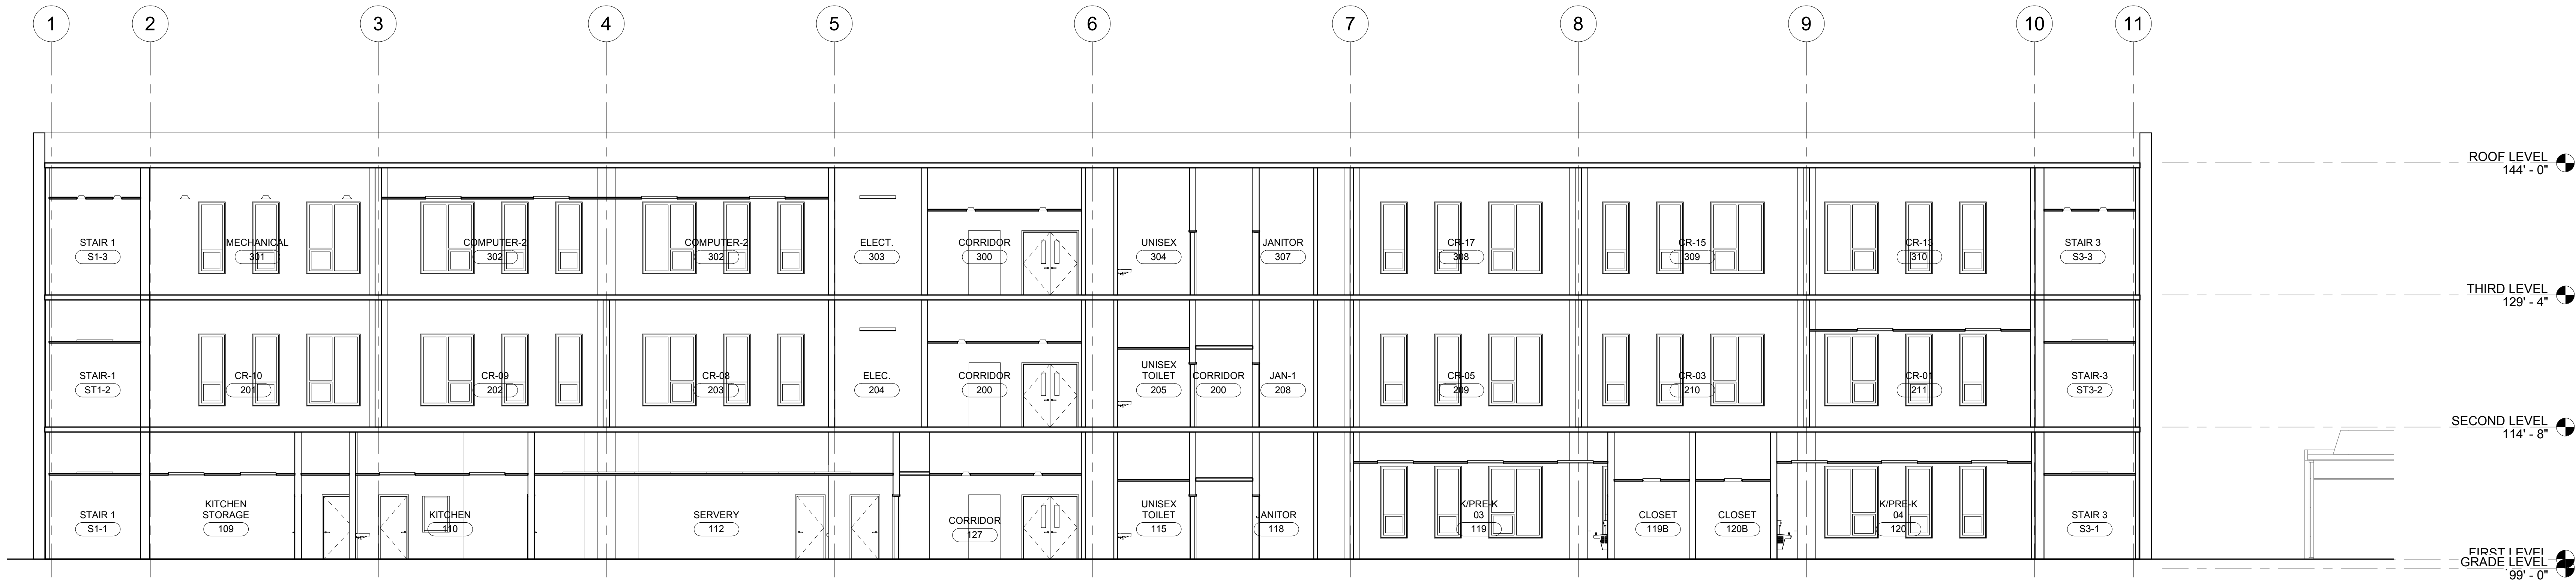 1 2 3 4 5 6 7 8 9 10 11
ROOF LEVEL
144' - 0"
STAIR 1
S1-3
MECHANICAL
301
COMPUTER-2
302
COMPUTER-2
302
ELECT.
303
CORRIDOR
300
UNISEX
304
JANITOR
307
CR-17
308
CR-15
309
CR-13
310
STAIR 3
S3-3
THIRD LEVEL
129' - 4"
STAIR-1
ST1-2
CR-10
201
CR-09
202
CR-08
203
ELEC.
204
CORRIDOR
200
UNISEX
TOILET
205
CORRIDOR
200
JAN-1
208
CR-05
209
CR-03
210
CR-01
211
STAIR-3
ST3-2
SECOND LEVEL
114' - 8"
STAIR 1
S1-1
KITCHEN
STORAGE
109
KITCHEN
110
SERVERY
112
CORRIDOR
127
UNISEX
TOILET
115
JANITOR
118
K/PRE-K
03
119
CLOSET
119B
CLOSET
120B
K/PRE-K
04
120
STAIR 3
S3-1
FIRST LEVEL
GRADE LEVEL
99' - 0"